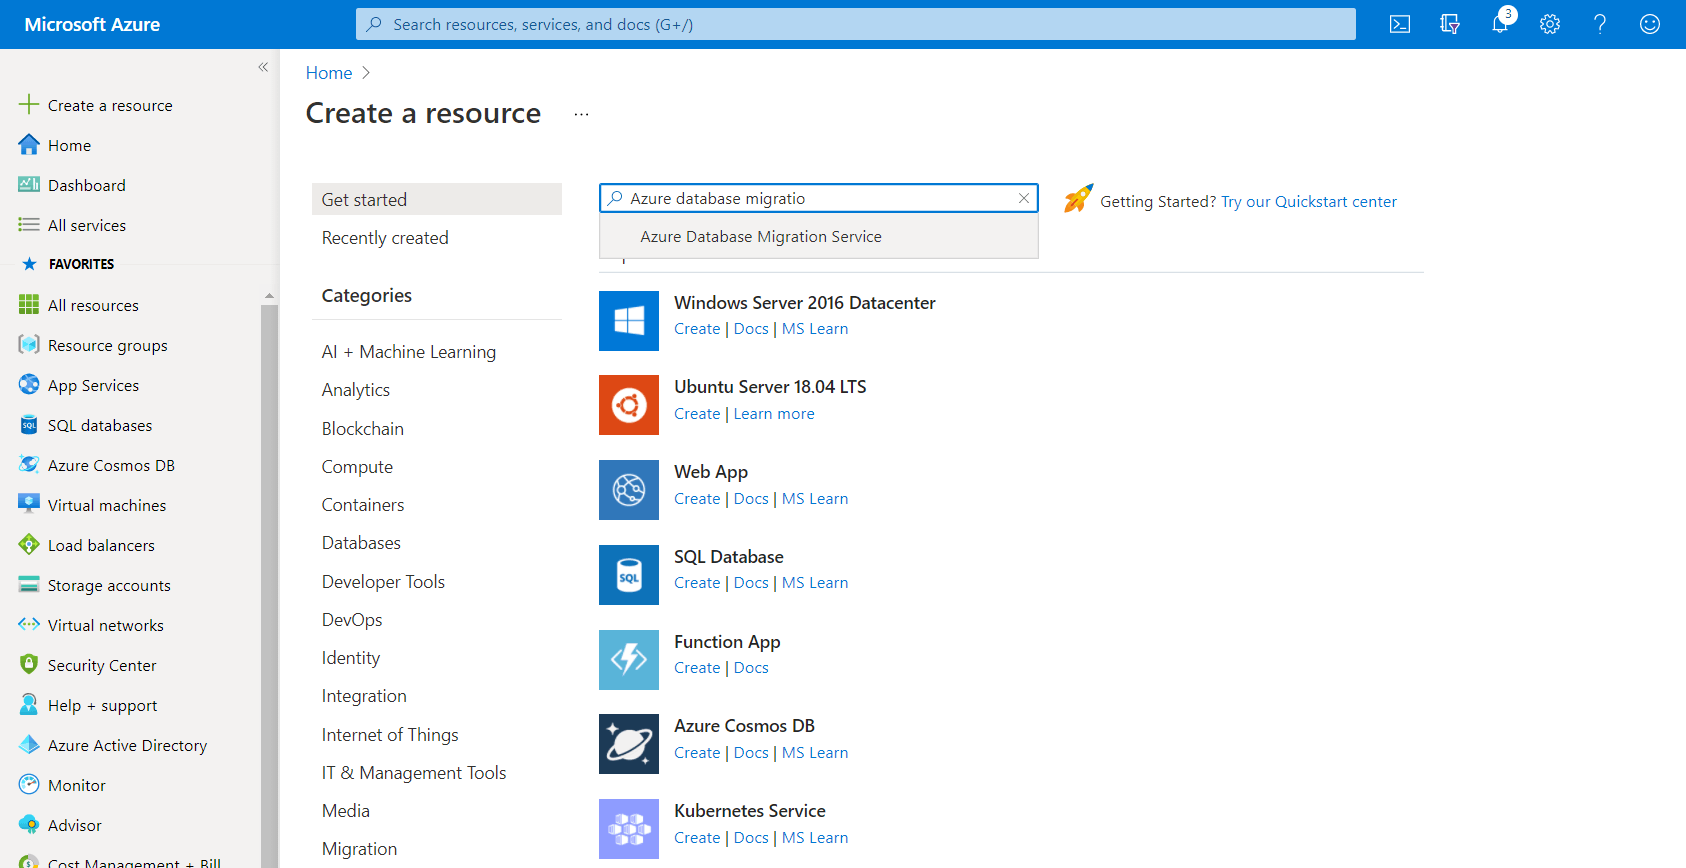 Microsoft Azure
Search resources, services, and docs (G+/)
3
Create a resource
Home
Dashboard
All services
FAVORITES
All resources
Resource groups
App Services
SQL databases
Azure Cosmos DB
Virtual machines
Load balancers
Storage accounts
Virtual networks
Security Center
Help + support
Azure Active Directory
Monitor
Advisor
Cost Management + Bill
Home >
Create a resource ...
Get started
Recently created
Categories
AI + Machine Learning
Analytics
Blockchain
Compute
Containers
Databases
Developer Tools
DevOps
Identity
Integration
Internet of Things
IT & Management Tools
Media
Migration
Azure database migratio
Azure Database Migration Service
Getting Started? Try our Quickstart center
Windows Server 2016 Datacenter
Create | Docs | MS Learn
Ubuntu Server 18.04 LTS
Create | Learn more
Web App
Create | Docs | MS Learn
SQL
SQL Database
Create | Docs | MS Learn
Function App
Create | Docs
Azure Cosmos DB
Create | Docs | MS Learn
Kubernetes Service
Create | Docs | MS Learn